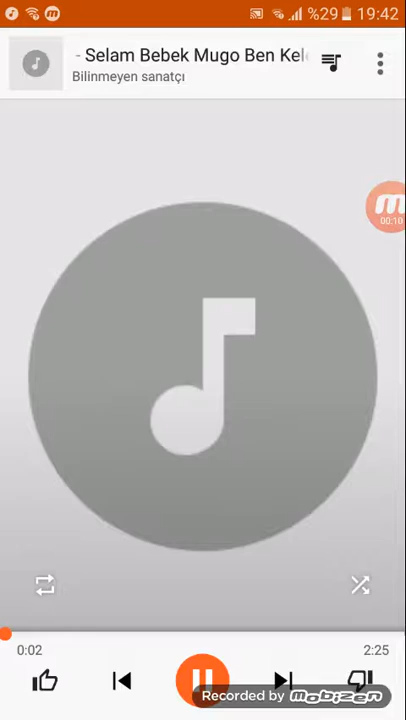 %29 19:42
- Selam Bebek Mugo Ben Kel
Bilinmeyen sanatçı
00:10
0:02
2:25
Recorded by mobizen